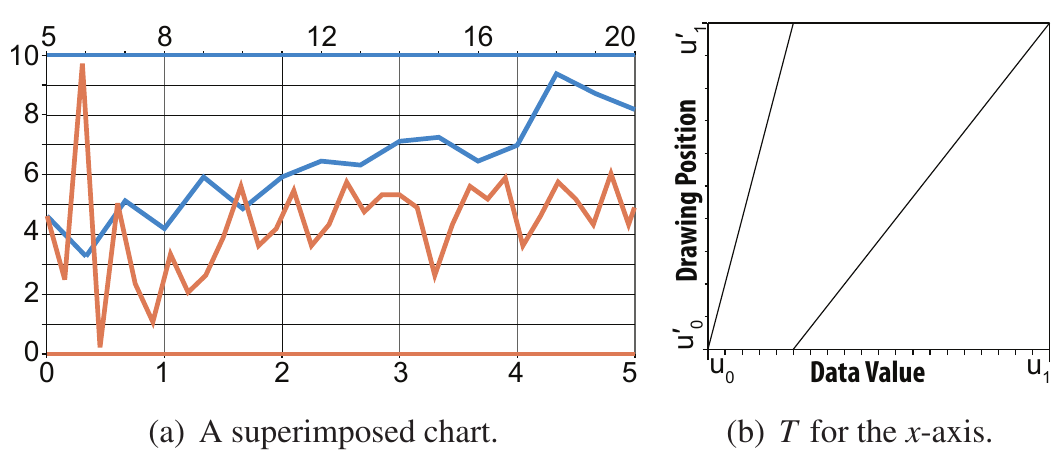 5 8 12 16 20
10
8
6
4
2
0
0 1 2 3 4 5
(a) A superimposed chart.
u′1
Drawing Position
u′0
u0 Data Value u1
(b) T for the x-axis.